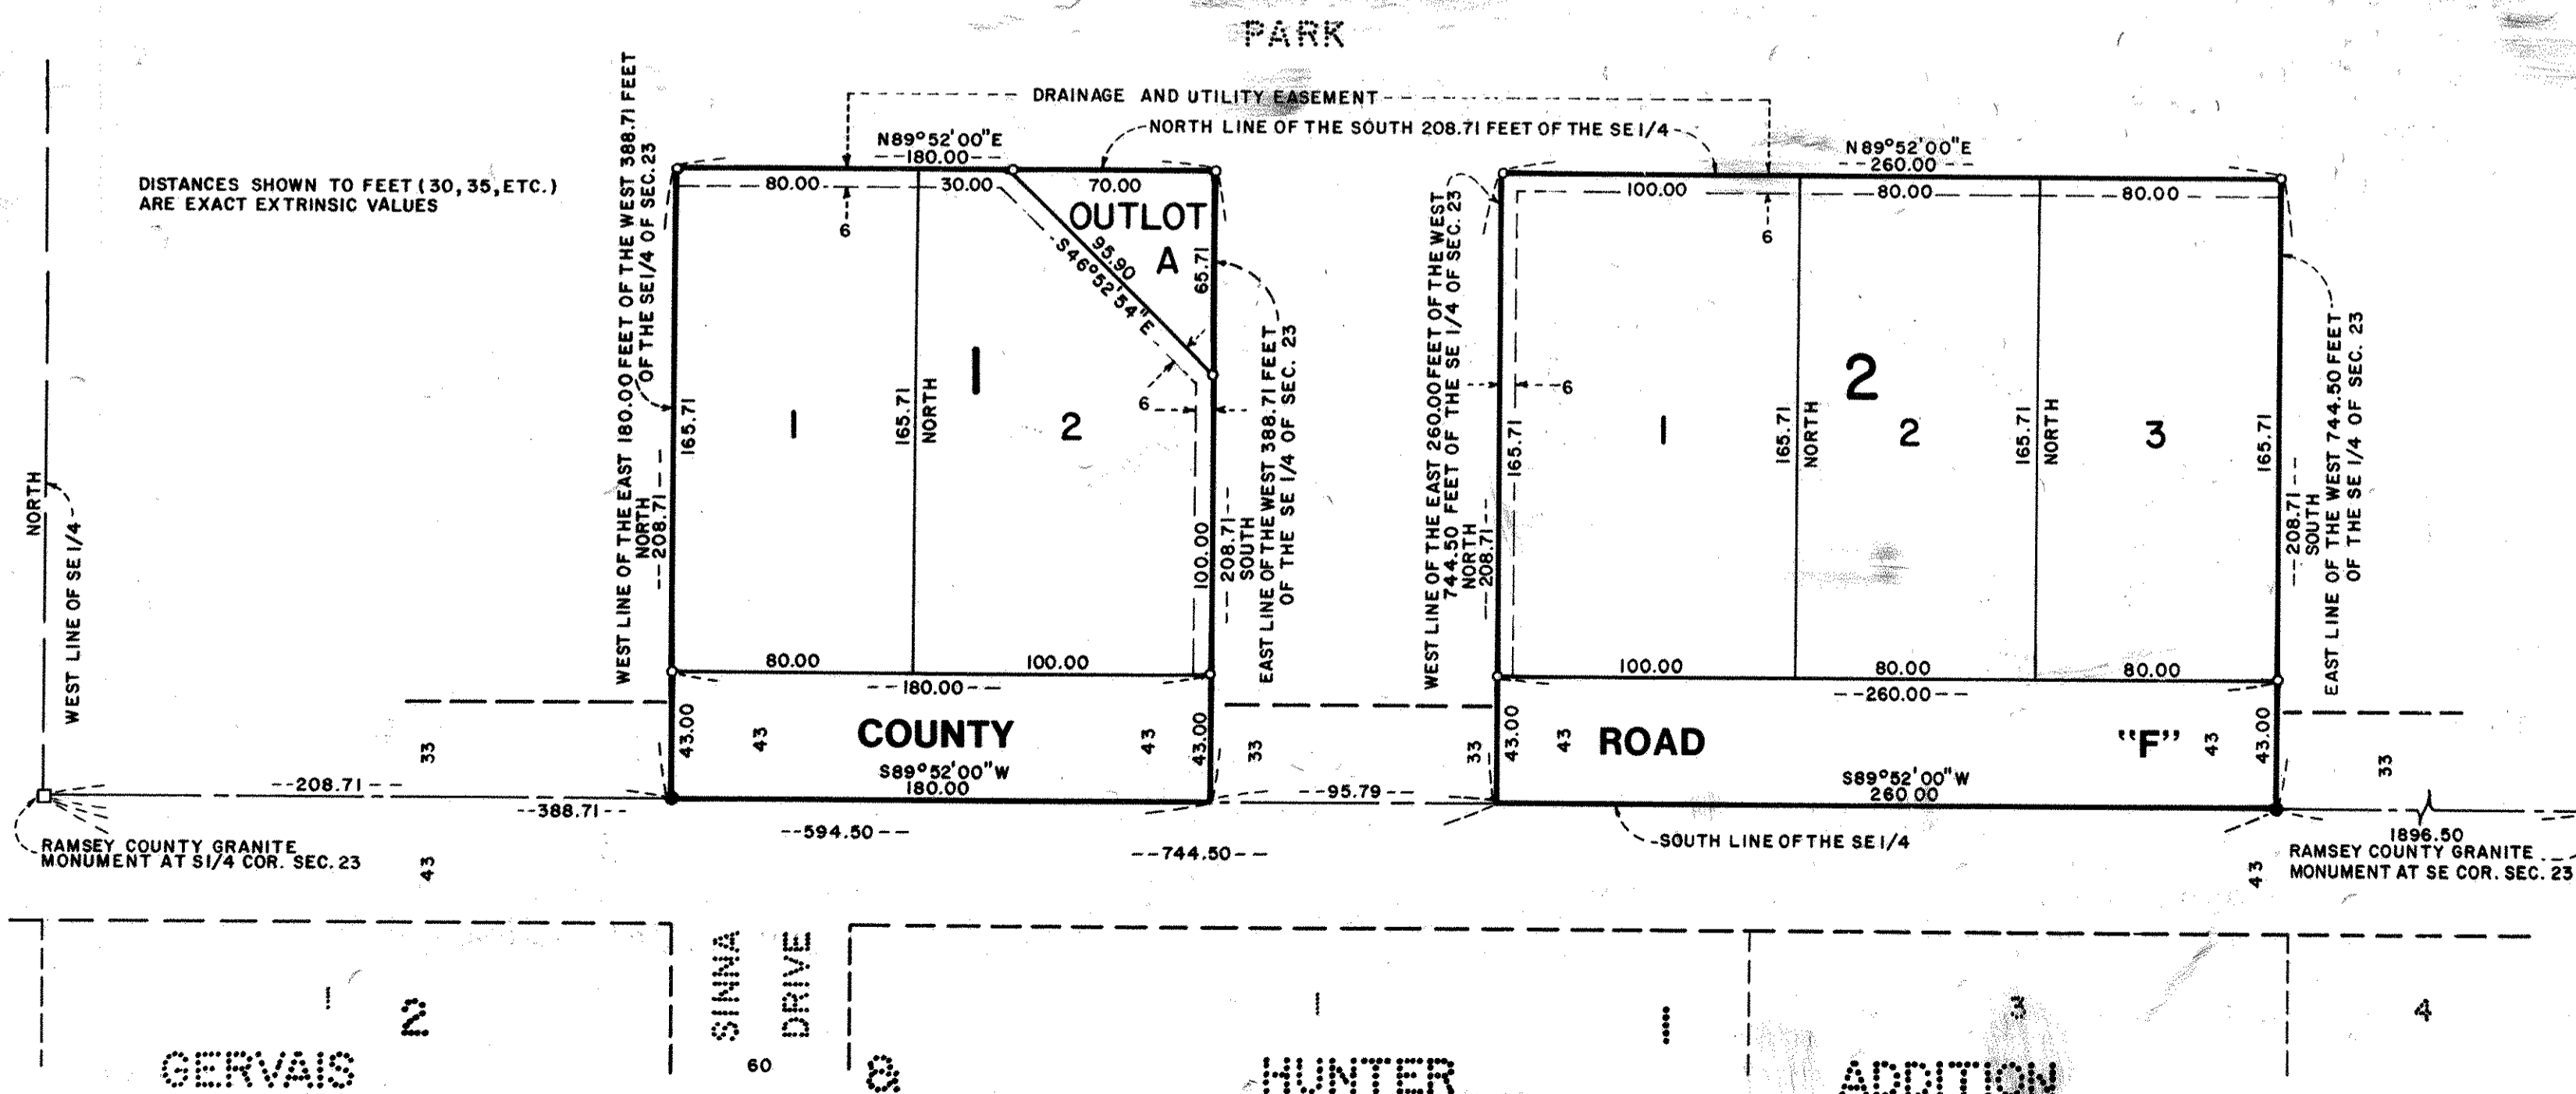 PARK
DRAINAGE AND UTILITY EASEMENT
NORTH LINE OF THE SOUTH 208.71 FEET OF THE SE 1/4
DISTANCES SHOWN TO FEET (30, 35, ETC.)
ARE EXACT EXTRINSIC VALUES
NORTH
WEST LINE OF SE 1/4
WEST LINE OF THE EAST 180.00 FEET OF THE WEST 388.71 FEET
OF THE SE 1/4 OF SEC. 23
NORTH
--208.71--
N89°52'00"E
--180.00--
80.00
30.00
70.00
6
OUTLOT
A
95.90
S46°52'54"E
65.71
165.71
165.71
NORTH
1
1
2
6
100.00
--208.71--
SOUTH
EAST LINE OF THE WEST 388.71 FEET
OF THE SE 1/4 OF SEC. 23
80.00
100.00
--180.00--
43.00
43
COUNTY
43
43.00
S89°52'00"W
180.00
WEST LINE OF THE EAST 260.00 FEET OF THE WEST
744.50 FEET OF THE SE 1/4 OF SEC. 23
NORTH
--208.71--
N89°52'00"E
--260.00--
100.00
80.00
80.00
6
6
165.71
165.71
NORTH
165.71
NORTH
165.71
2
1
2
3
--208.71--
SOUTH
EAST LINE OF THE WEST 744.50 FEET
OF THE SE 1/4 OF SEC. 23
100.00
80.00
80.00
--260.00--
33
33
33
43.00
43
ROAD
"F"
43
43.00
33
S89°52'00"W
260.00
--208.71--
--388.71--
--594.50--
--95.79--
--744.50--
SOUTH LINE OF THE SE 1/4
1896.50
RAMSEY COUNTY GRANITE
MONUMENT AT S1/4 COR. SEC. 23
43
RAMSEY COUNTY GRANITE
MONUMENT AT SE COR. SEC. 23
43
1
2
SINNA
DRIVE
60
1
1
3
4
GERVAIS & HUNTER ADDITION